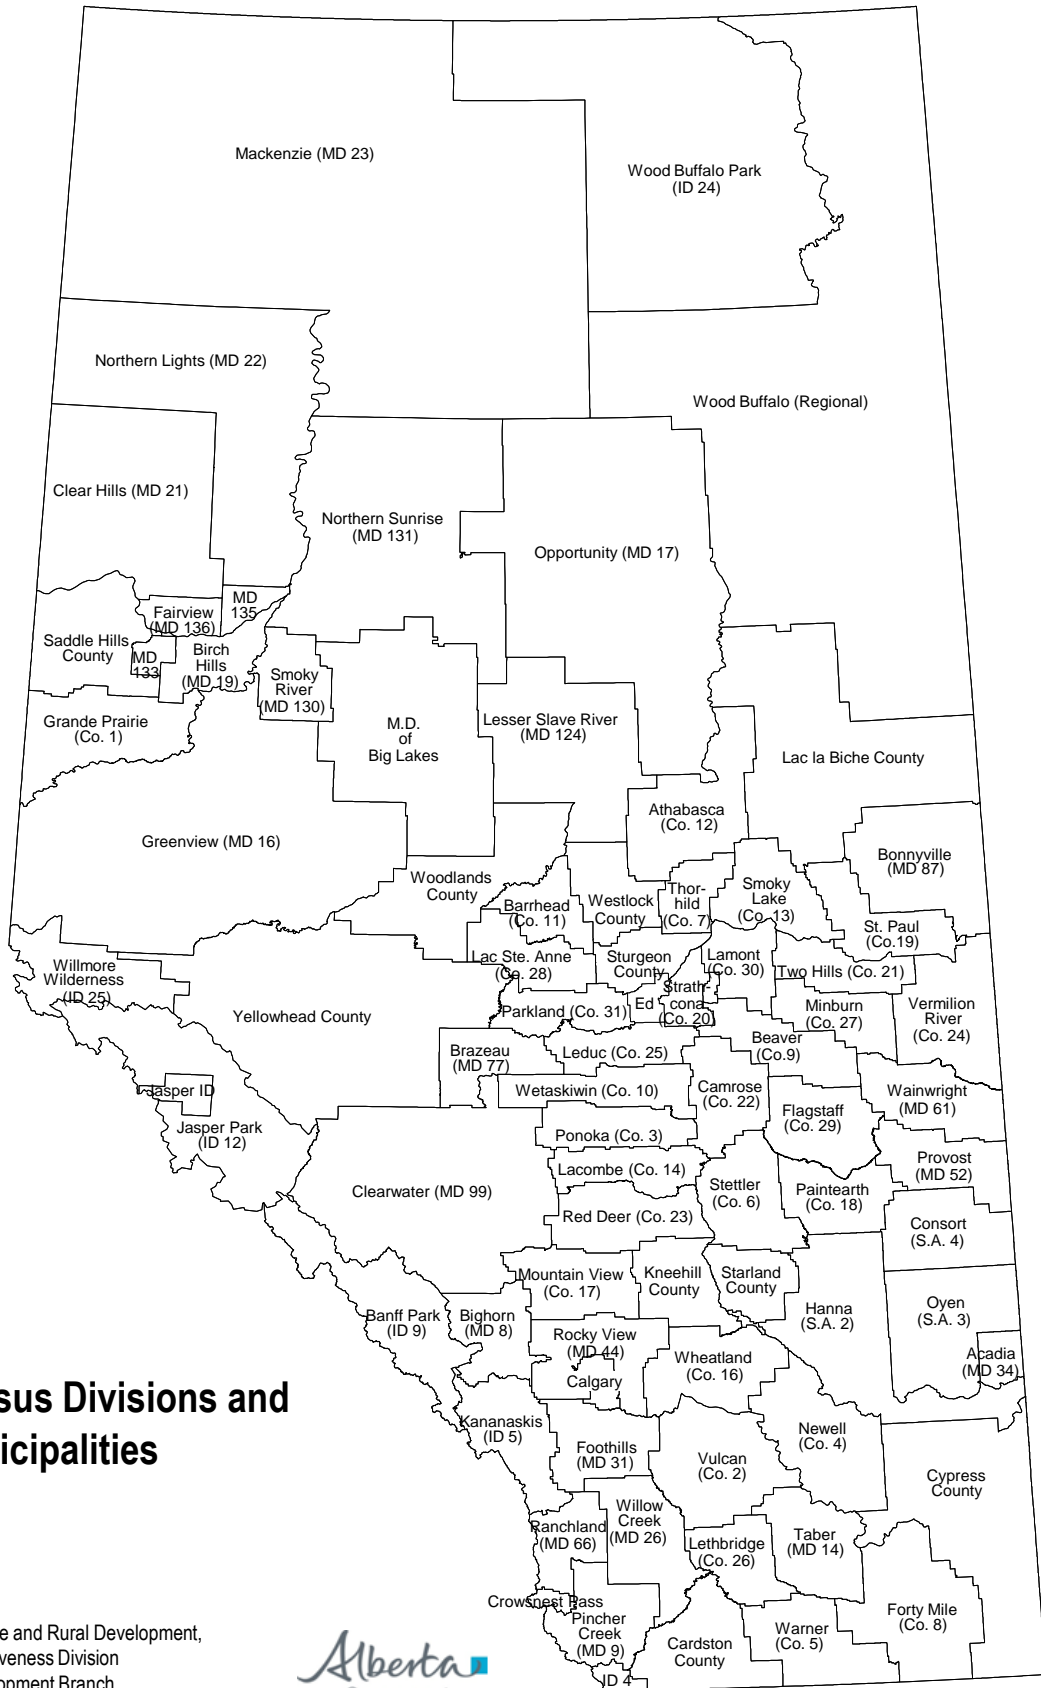 Mackenzie (MD 23)
Wood Buffalo Park
(ID 24)
Northern Lights (MD 22)
Wood Buffalo (Regional)
Clear Hills (MD 21)
Northern Sunrise
(MD 131)
Opportunity (MD 17)
MD
135
Fairview
(MD 136)
Saddle Hills
County
MD
133
Birch
Hills
(MD 19)
Smoky
River
(MD 130)
Grande Prairie
(Co. 1)
M.D.
of
Big Lakes
Lesser Slave River
(MD 124)
Lac la Biche County
Athabasca
(Co. 12)
Greenview (MD 16)
Bonnyville
(MD 87)
Woodlands
County
Barrhead
(Co. 11)
Westlock
County
Thor-
hild
(Co. 7)
Smoky
Lake
(Co. 13)
St. Paul
(Co.19)
Willmore
Wilderness
(ID 25)
Lac Ste. Anne
(Co. 28)
Sturgeon
County
Lamont
(Co. 30)
Two Hills (Co. 21)
Yellowhead County
Parkland (Co. 31)
Ed
Strath-
cona
(Co. 20)
Minburn
(Co. 27)
Vermilion
River
(Co. 24)
Brazeau
(MD 77)
Leduc (Co. 25)
Beaver
(Co.9)
Jasper ID
Wetaskiwin (Co. 10)
Camrose
(Co. 22)
Wainwright
(MD 61)
Flagstaff
(Co. 29)
Jasper Park
(ID 12)
Ponoka (Co. 3)
Provost
(MD 52)
Lacombe (Co. 14)
Clearwater (MD 99)
Stettler
(Co. 6)
Paintearth
(Co. 18)
Red Deer (Co. 23)
Consort
(S.A. 4)
Mountain View
(Co. 17)
Kneehill
County
Starland
County
Banff Park
(ID 9)
Bighorn
(MD 8)
Hanna
(S.A. 2)
Oyen
(S.A. 3)
Rocky View
(MD 44)
Acadia
(MD 34)
Wheatland
(Co. 16)
Calgary
sus Divisions and
icipalities
Kananaskis
(ID 5)
Foothills
(MD 31)
Newell
(Co. 4)
Vulcan
(Co. 2)
Cypress
County
Willow
Creek
(MD 26)
Ranchland
(MD 66)
Lethbridge
(Co. 26)
Taber
(MD 14)
Crowsnest Pass
Pincher
Creek
(MD 9)
Forty Mile
(Co. 8)
Warner
(Co. 5)
Cardston
County
ID 4
e and Rural Development,
veness Division
opment Branch
Alberta